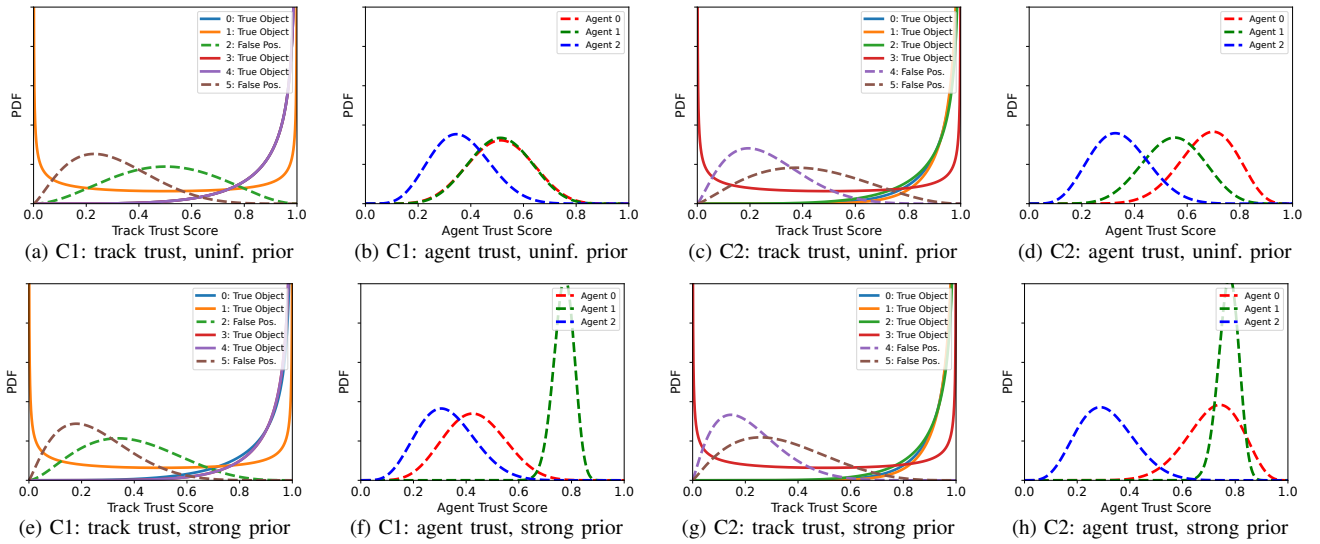 PDF
0: True Object
1: True Object
2: False Pos.
3: True Object
4: True Object
5: False Pos.
0.0 0.2 0.4 0.6 0.8 1.0
Track Trust Score
(a) C1: track trust, uninf. prior
Agent 0
Agent 1
Agent 2
0.0 0.2 0.4 0.6 0.8 1.0
Agent Trust Score
(b) C1: agent trust, uninf. prior
PDF
0: True Object
1: True Object
2: True Object
3: True Object
4: False Pos.
5: False Pos.
0.0 0.2 0.4 0.6 0.8 1.0
Track Trust Score
(c) C2: track trust, uninf. prior
Agent 0
Agent 1
Agent 2
0.0 0.2 0.4 0.6 0.8 1.0
Agent Trust Score
(d) C2: agent trust, uninf. prior
PDF
0: True Object
1: True Object
2: False Pos.
3: True Object
4: True Object
5: False Pos.
0.0 0.2 0.4 0.6 0.8 1.0
Track Trust Score
(e) C1: track trust, strong prior
Agent 0
Agent 1
Agent 2
0.0 0.2 0.4 0.6 0.8 1.0
Agent Trust Score
(f) C1: agent trust, strong prior
PDF
0: True Object
1: True Object
2: True Object
3: True Object
4: False Pos.
5: False Pos.
0.0 0.2 0.4 0.6 0.8 1.0
Track Trust Score
(g) C2: track trust, strong prior
Agent 0
Agent 1
Agent 2
0.0 0.2 0.4 0.6 0.8 1.0
Agent Trust Score
(h) C2: agent trust, strong prior